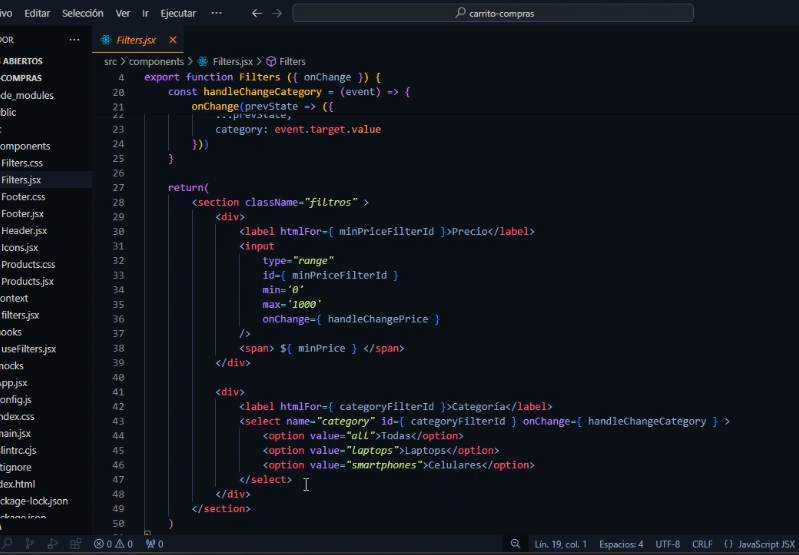 Editar Selección Ver Ir Ejecutar ··· ← → carrito-compras
Filters.jsx ×
src > components > Filters.jsx > Filters
ABIERTOS
-COMPRAS
de_modules
blic
omponents
Filters.css
Filters.jsx
Footer.css
Footer.jsx
Header.jsx
Icons.jsx
Products.css
Products.jsx
ontext
filters.jsx
ooks
useFilters.jsx
mocks
pp.jsx
onfig.js
ndex.css
main.jsx
slintrc.cjs
tignore
dex.html
ckage-lock.json
4 export function Filters ({ onChange }) {
20 const handleChangeCategory = (event) => {
21 onChange(prevState => ({
22 ...prevState,
23 category: event.target.value
24 }))
25 }
26
27 return(
28 <section className="filtros" >
29 <div>
30 <label htmlFor={ minPriceFilterId }>Precio</label>
31 <input
32 type="range"
33 id={ minPriceFilterId }
34 min='0'
35 max='1000'
36 onChange={ handleChangePrice }
37 />
38 <span> ${ minPrice } </span>
39 </div>
40
41 <div>
42 <label htmlFor={ categoryFilterId }>Categoría</label>
43 <select name="category" id={ categoryFilterId } onChange={ handleChangeCategory } >
44 <option value="all">Todas</option>
45 <option value="laptops">Laptops</option>
46 <option value="smartphones">Celulares</option>
47 </select>
48 </div>
49 </section>
50 )
0 0 0 Lín. 19, col. 1 Espacios: 4 UTF-8 CRLF {} JavaScript JSX